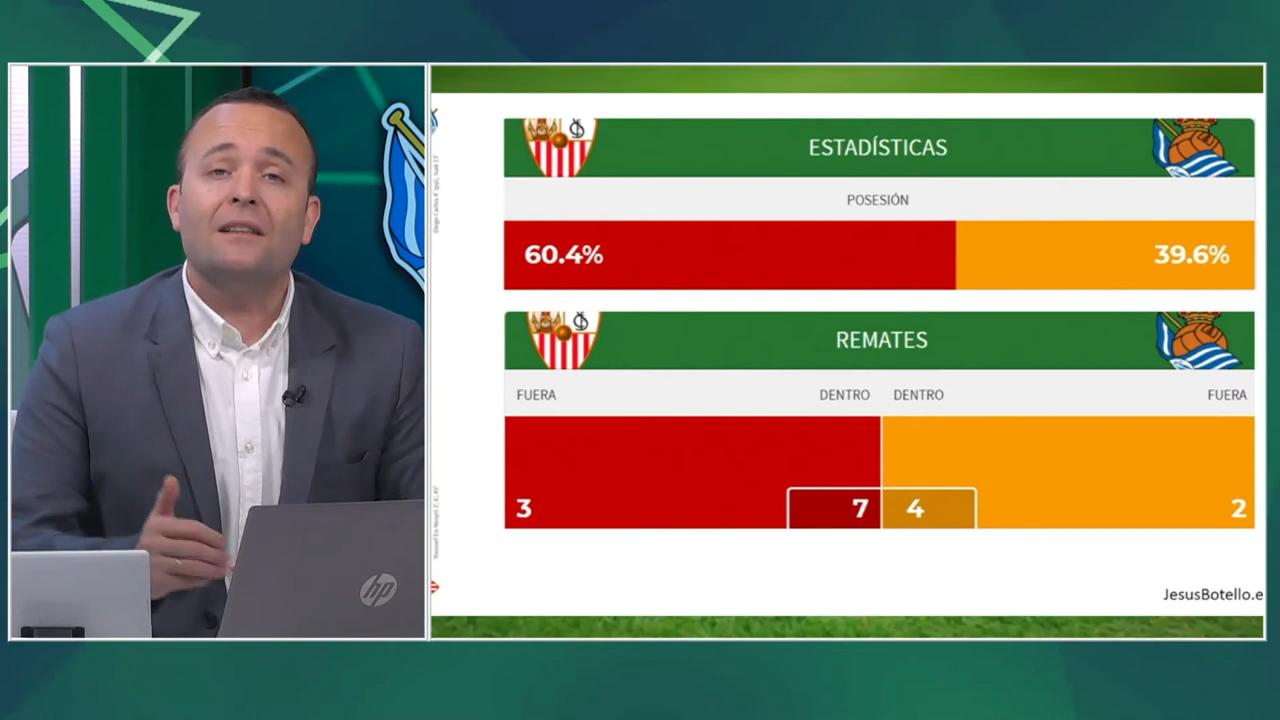 ESTADÍSTICAS
POSESIÓN
60.4%
39.6%
REMATES
FUERA
DENTRO
DENTRO
FUERA
3
7
4
2
JesusBotello.e
hp